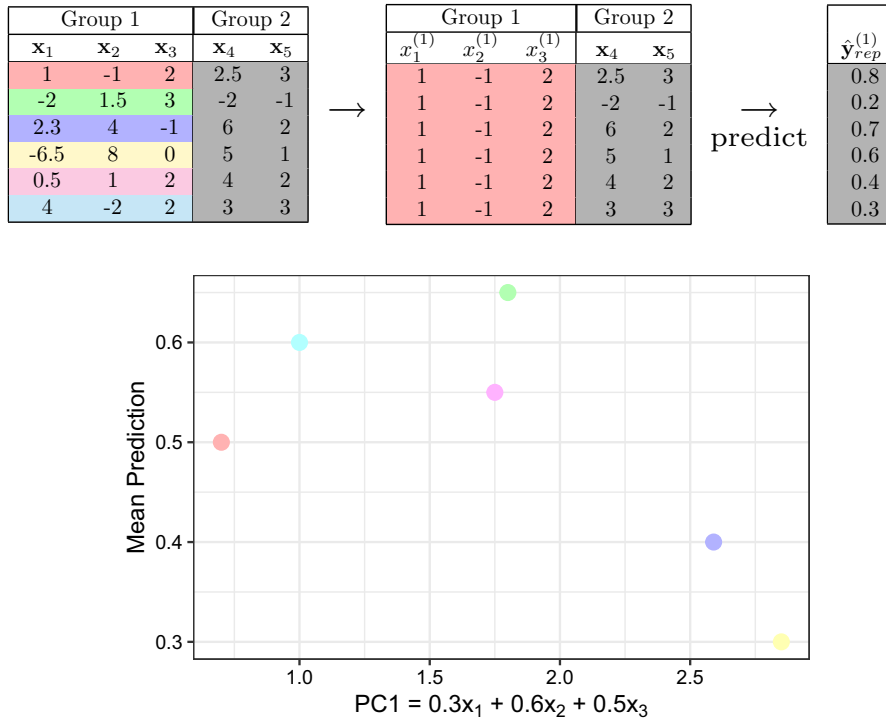 Group 1 Group 2 Group 1 Group 2
x₁ x₂ x₃ x₄ x₅ x₁⁽¹⁾ x₂⁽¹⁾ x₃⁽¹⁾ x₄ x₅ ŷ_rep⁽¹⁾
1 -1 2 2.5 3 1 -1 2 2.5 3 0.8
-2 1.5 3 -2 -1 1 -1 2 -2 -1 0.2
2.3 4 -1 6 2 → 1 -1 2 6 2 → 0.7
-6.5 8 0 5 1 1 -1 2 5 1 predict 0.6
0.5 1 2 4 2 1 -1 2 4 2 0.4
4 -2 2 3 3 1 -1 2 3 3 0.3
0.6
0.5
0.4
0.3
Mean Prediction
1.0 1.5 2.0 2.5
PC1 = 0.3x₁ + 0.6x₂ + 0.5x₃